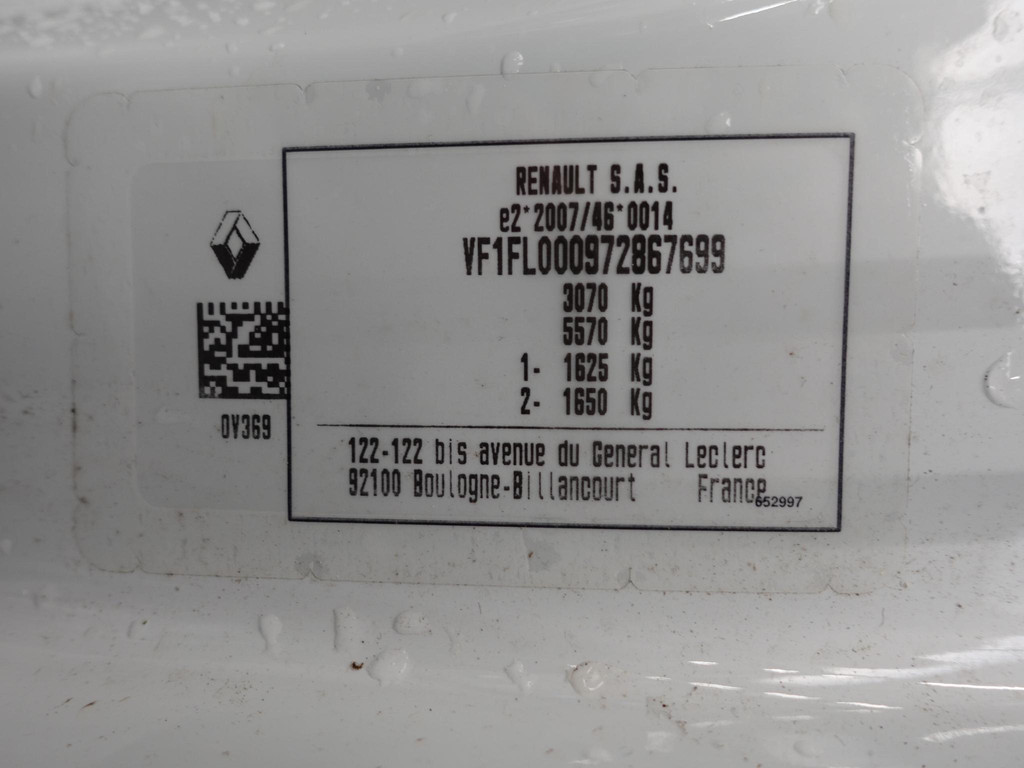 RENAULT S.A.S.
e2*2007/46*0014
VF1FL000972867699
3070 Kg
5570 Kg
1- 1625 Kg
2- 1650 Kg
0V369
122-122 bis avenue du General Leclerc
92100 Boulogne-Billancourt France
652997